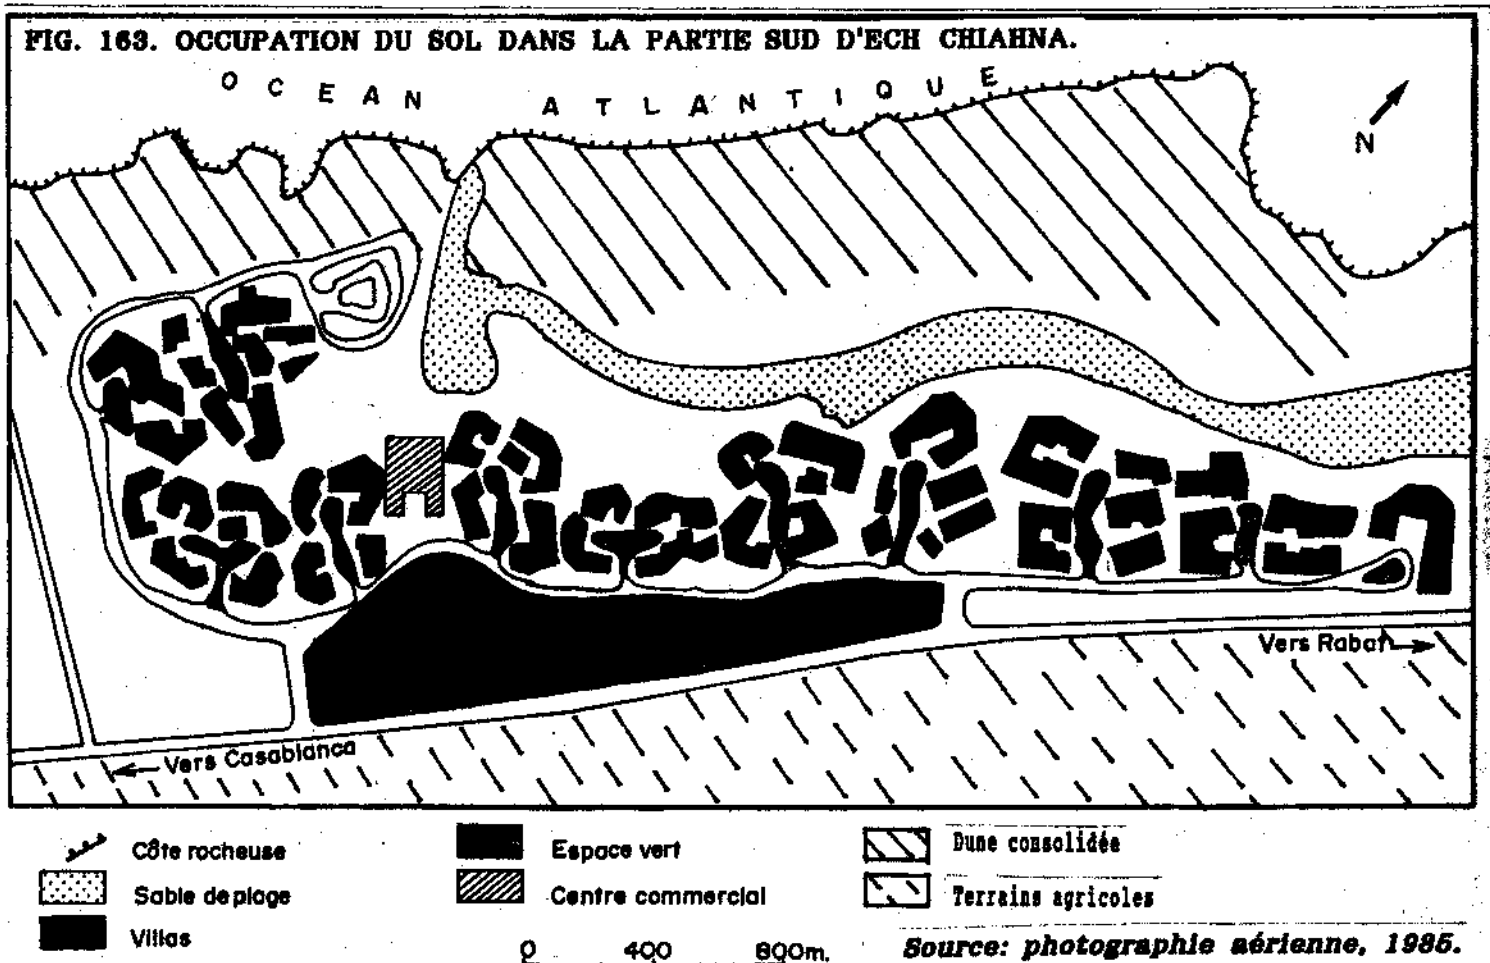 FIG. 163. OCCUPATION DU SOL DANS LA PARTIE SUD D'ECH CHIAHNA.
OCEAN ATLANTIQUE
N
Vers Rabat
Vers Casablanca
Côte rocheuse
Espace vert
Dune consolidée
Sable de plage
Centre commercial
Terrains agricoles
Villas
0 400 800m.
Source: photographie aérienne, 1985.